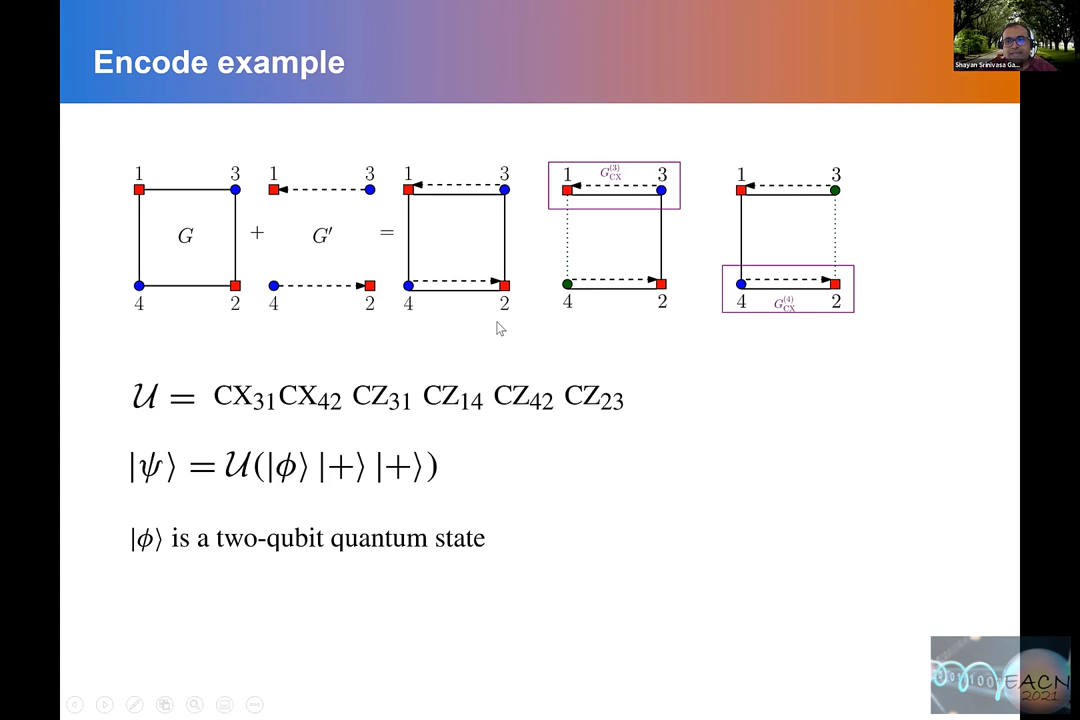 Encode example
Shayan Srinivasa Ga...
1 3 1 3 1 3 1 G_CX^(3) 3 1 3
G + G′ =
4 2 4 2 4 2 4 2 4 G_CX^(4) 2
𝒰 = CX₃₁CX₄₂ CZ₃₁ CZ₁₄ CZ₄₂ CZ₂₃
|ψ⟩ = 𝒰(|ϕ⟩ |+⟩ |+⟩)
|ϕ⟩ is a two-qubit quantum state
EACN
2021